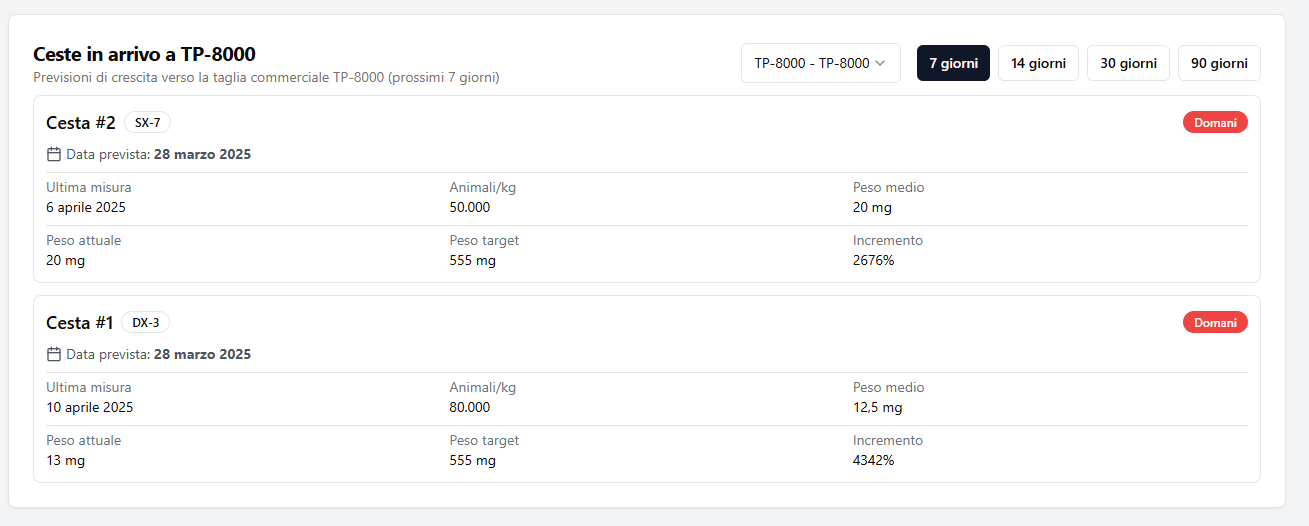 Ceste in arrivo a TP-8000
Previsioni di crescita verso la taglia commerciale TP-8000 (prossimi 7 giorni)
TP-8000 - TP-8000 7 giorni 14 giorni 30 giorni 90 giorni
Cesta #2 SX-7 Domani
Data prevista: 28 marzo 2025
Ultima misura Animali/kg Peso medio
6 aprile 2025 50.000 20 mg
Peso attuale Peso target Incremento
20 mg 555 mg 2676%
Cesta #1 DX-3 Domani
Data prevista: 28 marzo 2025
Ultima misura Animali/kg Peso medio
10 aprile 2025 80.000 12,5 mg
Peso attuale Peso target Incremento
13 mg 555 mg 4342%